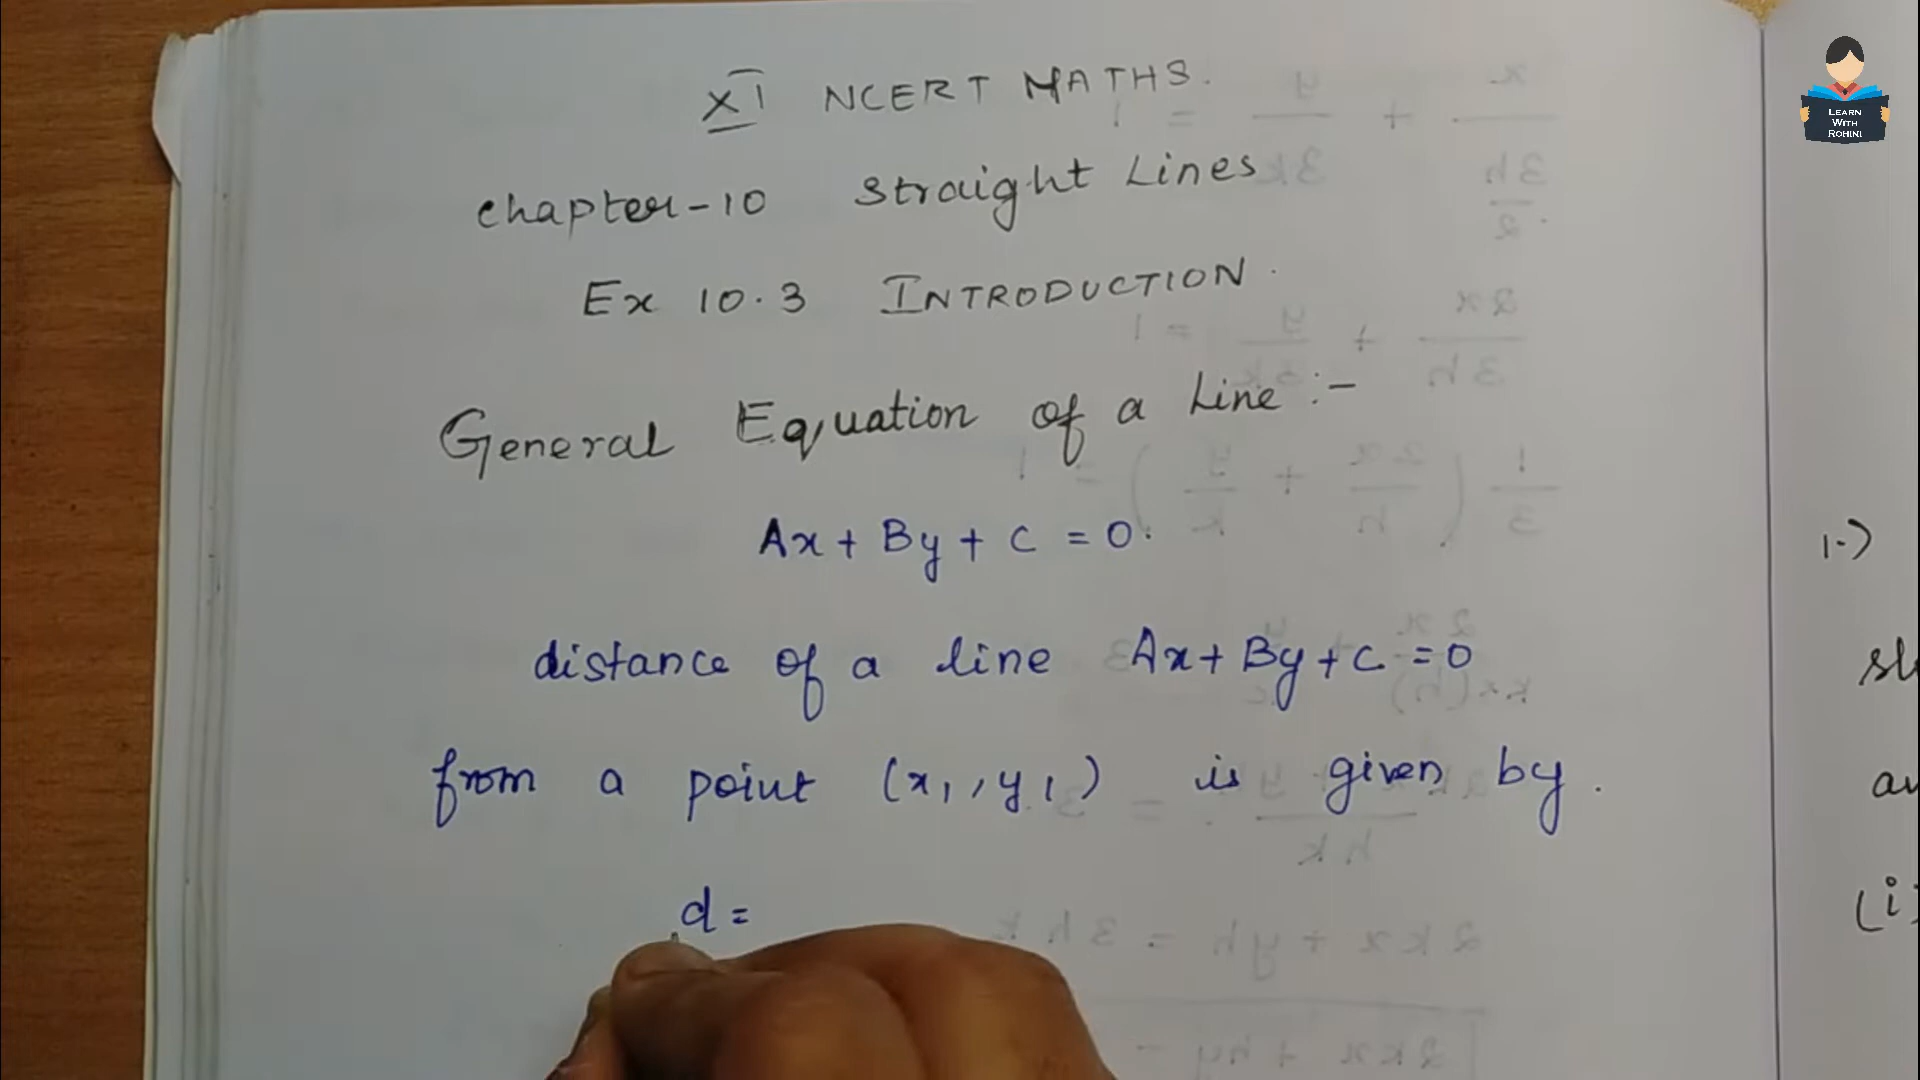 XI NCERT MATHS.
Chapter-10 Straight Lines
Ex 10.3 INTRODUCTION.
General Equation of a Line :-
Ax + By + C = 0.
distance of a line Ax + By + C = 0
from a point (x₁, y₁) is given by.
d =
1.)
(i)
LEARN
WITH
ROHINI